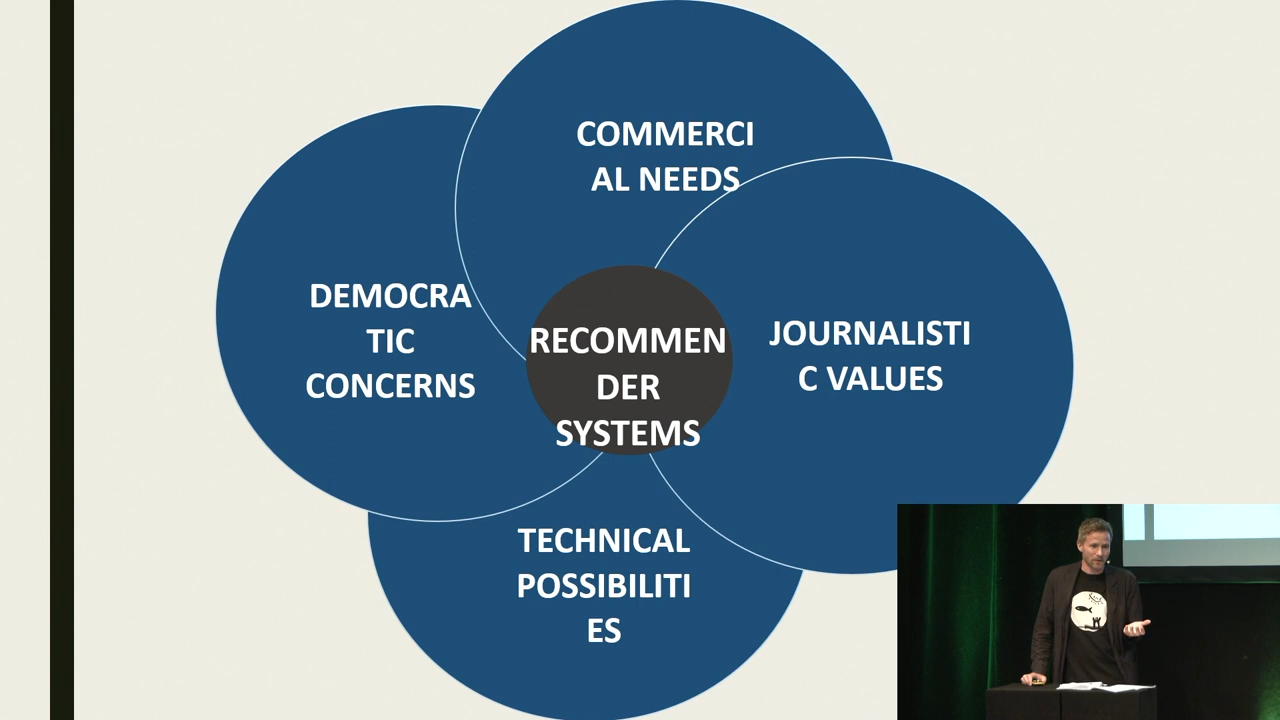 COMMERCI
AL NEEDS
DEMOCRA
TIC
CONCERNS
RECOMMEN
DER
SYSTEMS
JOURNALISTI
C VALUES
TECHNICAL
POSSIBILITI
ES